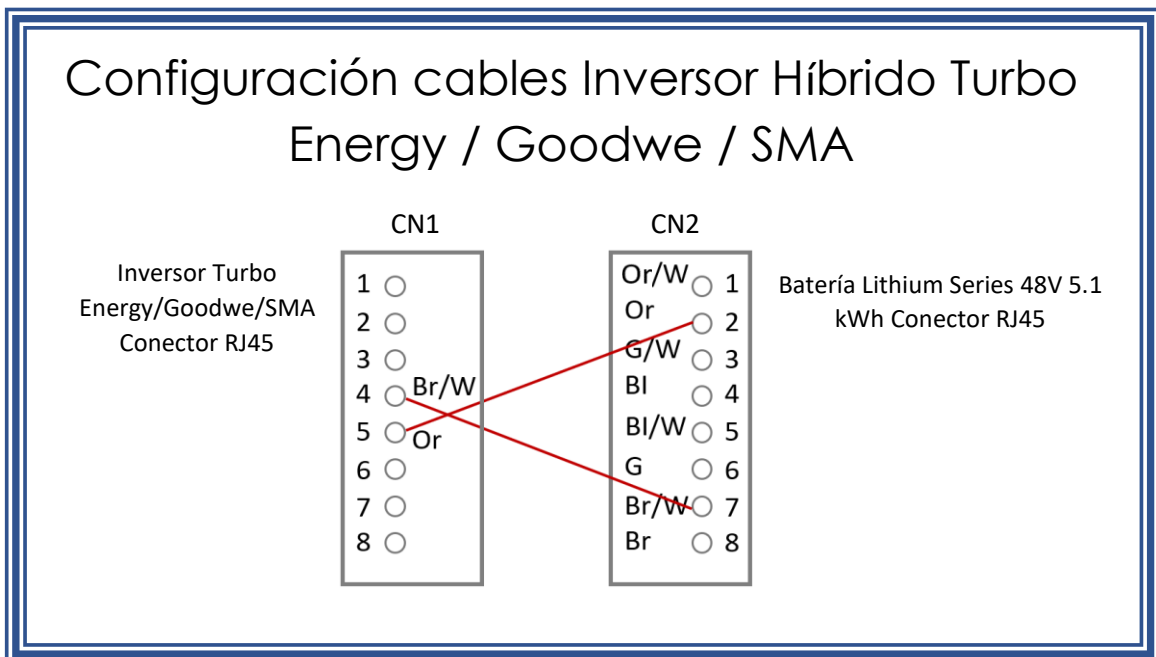 Configuración cables Inversor Híbrido Turbo
Energy / Goodwe / SMA
CN1
CN2
Inversor Turbo
Energy/Goodwe/SMA
Conector RJ45
1
2
3
4 Br/W
5 Or
6
7
8
Or/W 1
Or 2
G/W 3
Bl 4
Bl/W 5
G 6
Br/W 7
Br 8
Batería Lithium Series 48V 5.1
kWh Conector RJ45